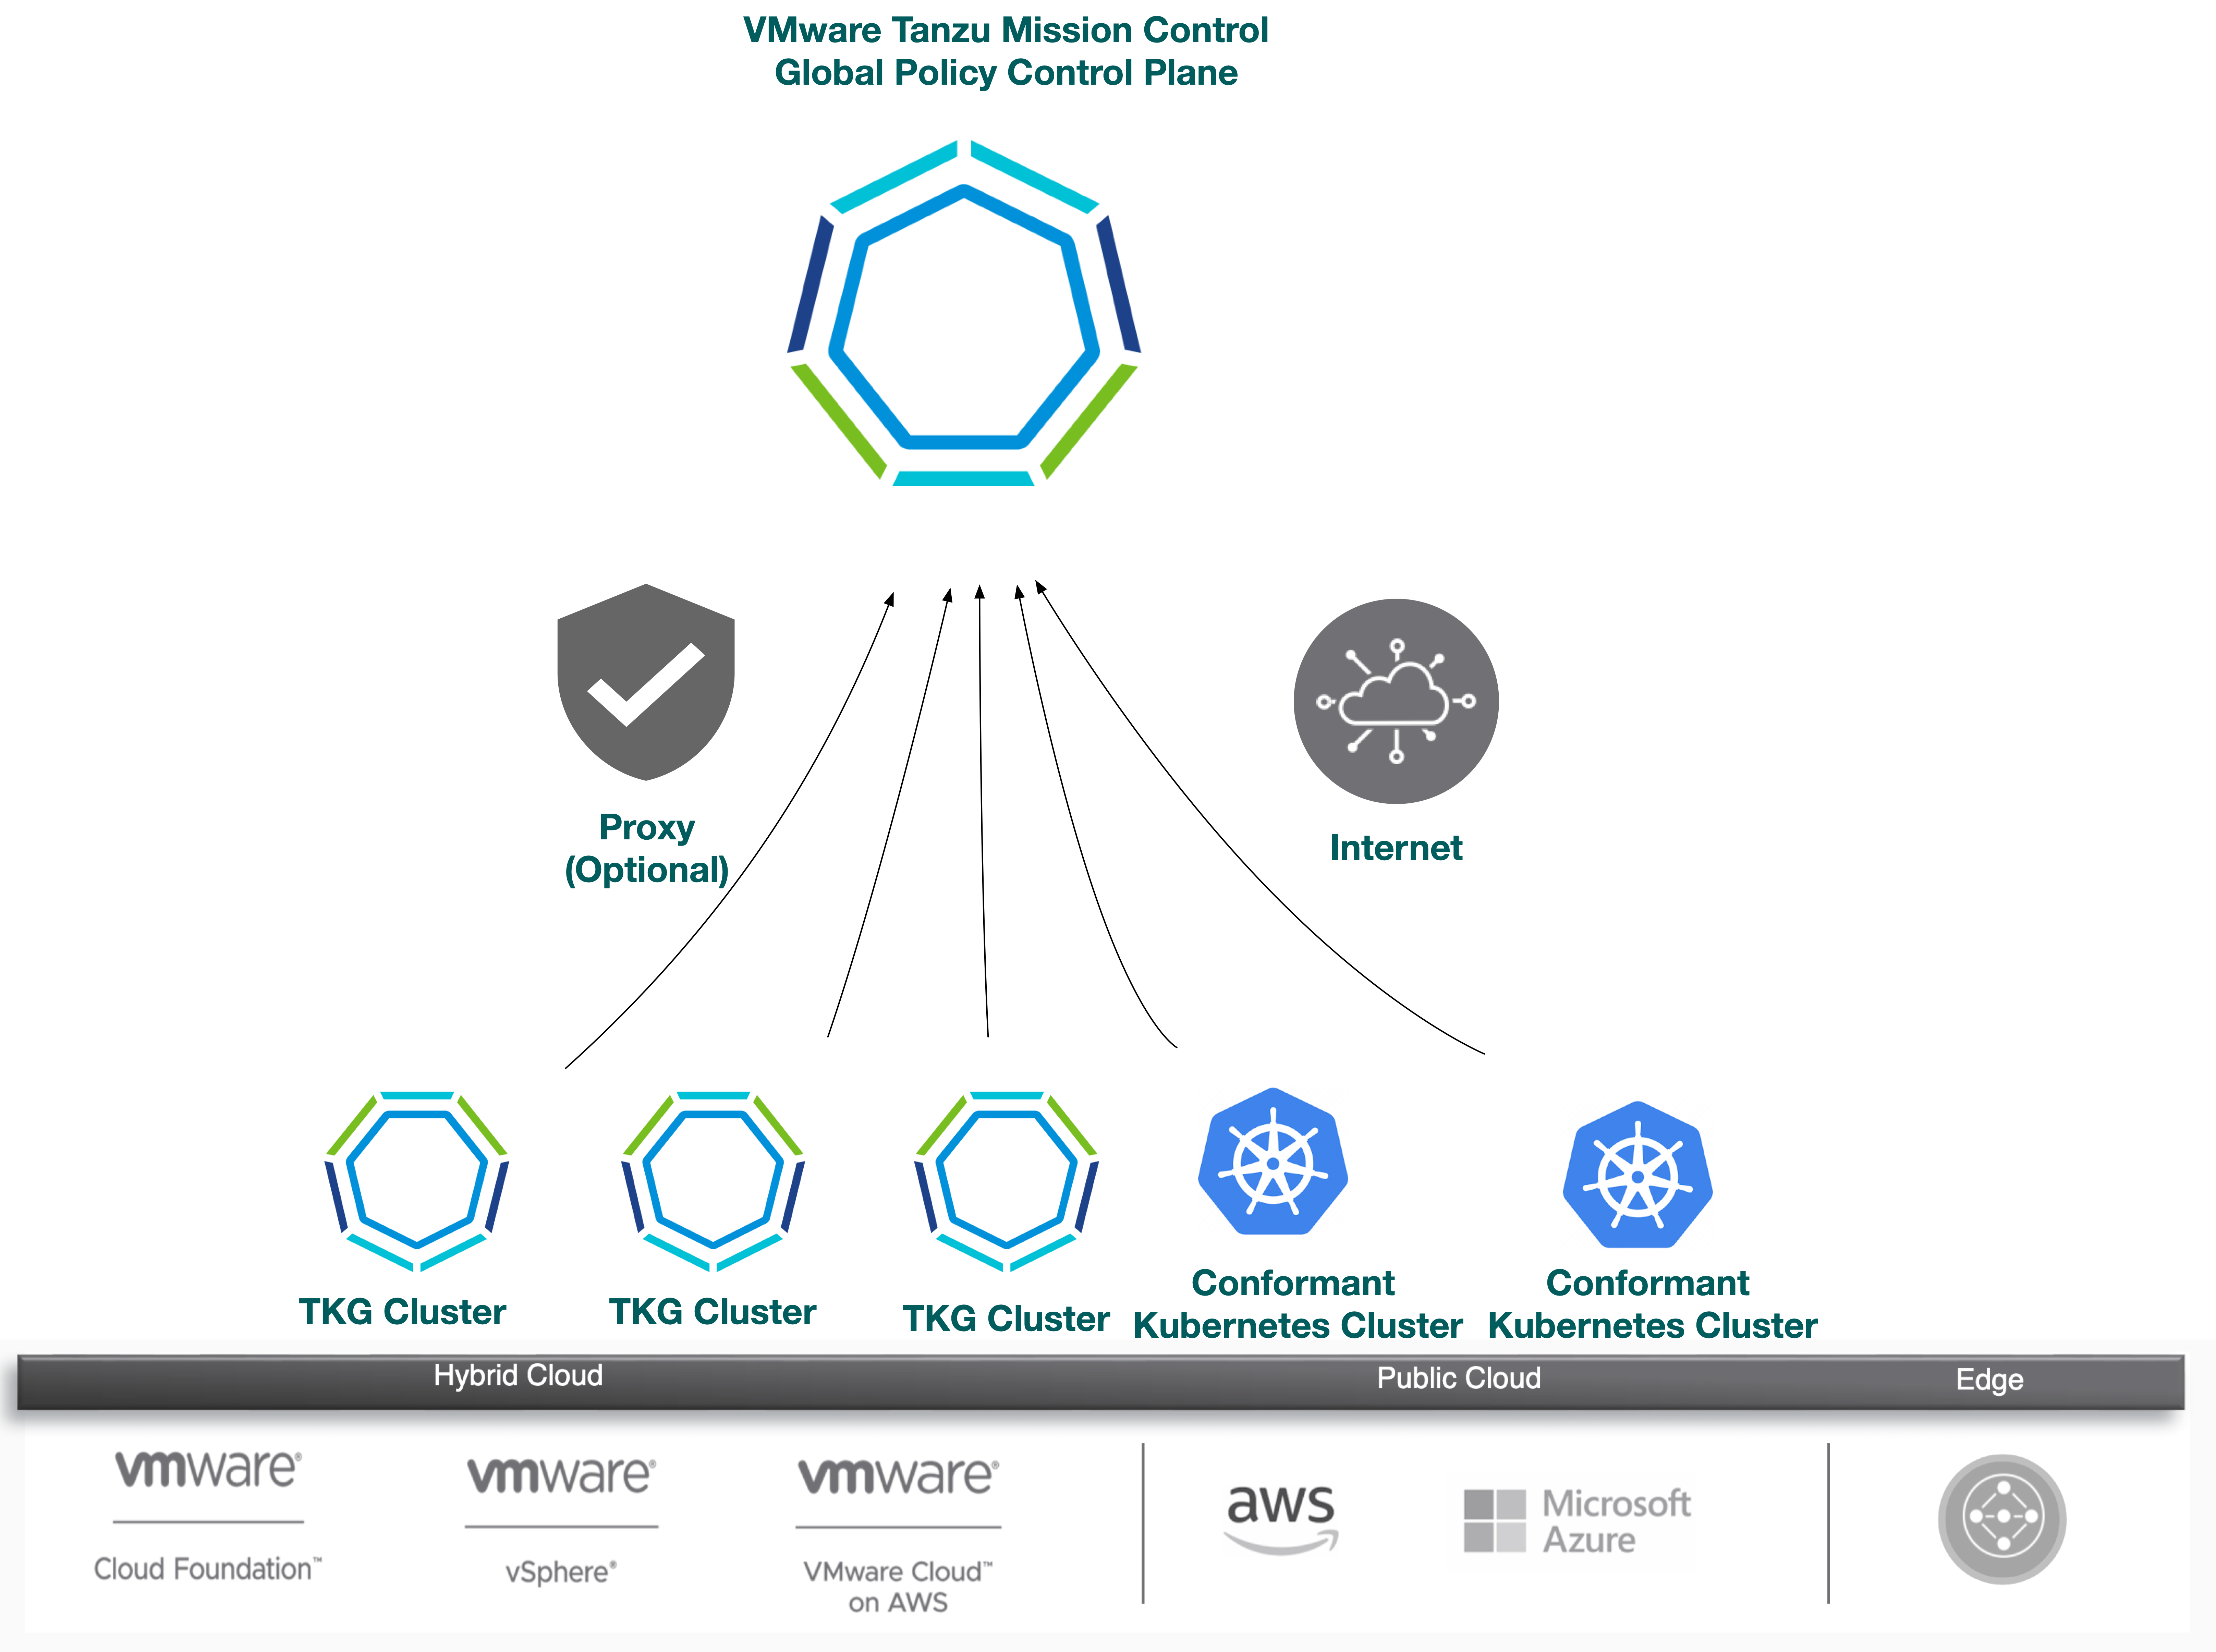 VMware Tanzu Mission Control
Global Policy Control Plane
Proxy
(Optional)
Internet
TKG Cluster
TKG Cluster
TKG Cluster
Conformant
Kubernetes Cluster
Conformant
Kubernetes Cluster
Hybrid Cloud
Public Cloud
Edge
vmware®
Cloud Foundation™
vmware®
vSphere®
vmware®
VMware Cloud™
on AWS
aws
Microsoft
Azure